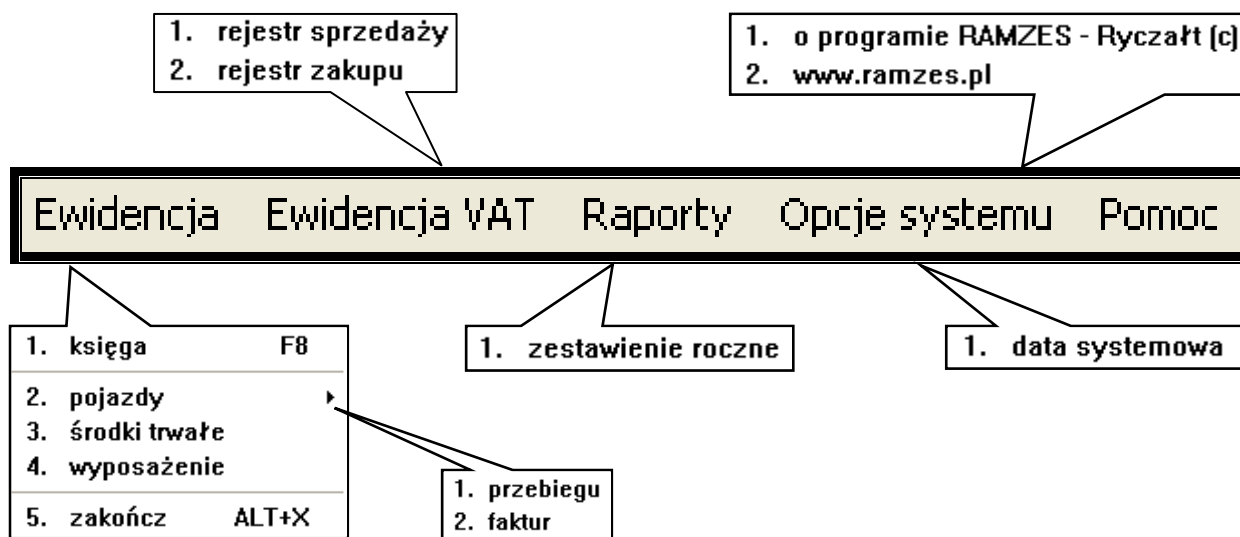 1. rejestr sprzedaży
2. rejestr zakupu
1. o programie RAMZES - Ryczałt (c)
2. www.ramzes.pl
Ewidencja Ewidencja VAT Raporty Opcje systemu Pomoc
1. księga F8
2. pojazdy
3. środki trwałe
4. wyposażenie
5. zakończ ALT+X
1. przebiegu
2. faktur
1. zestawienie roczne
1. data systemowa